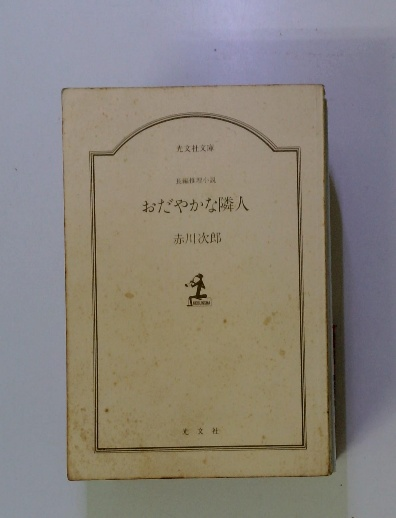 光文社文庫
長編推理小説
おだやかな隣人
赤川次郎
光文社